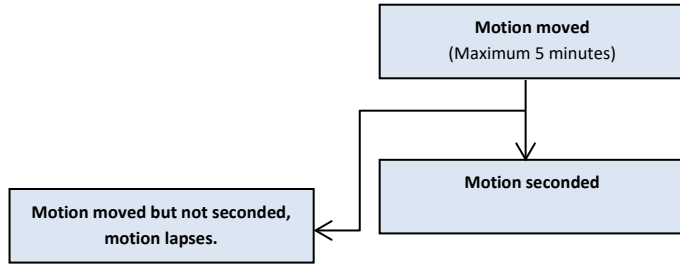 Motion moved
(Maximum 5 minutes)
Motion seconded
Motion moved but not seconded,
motion lapses.